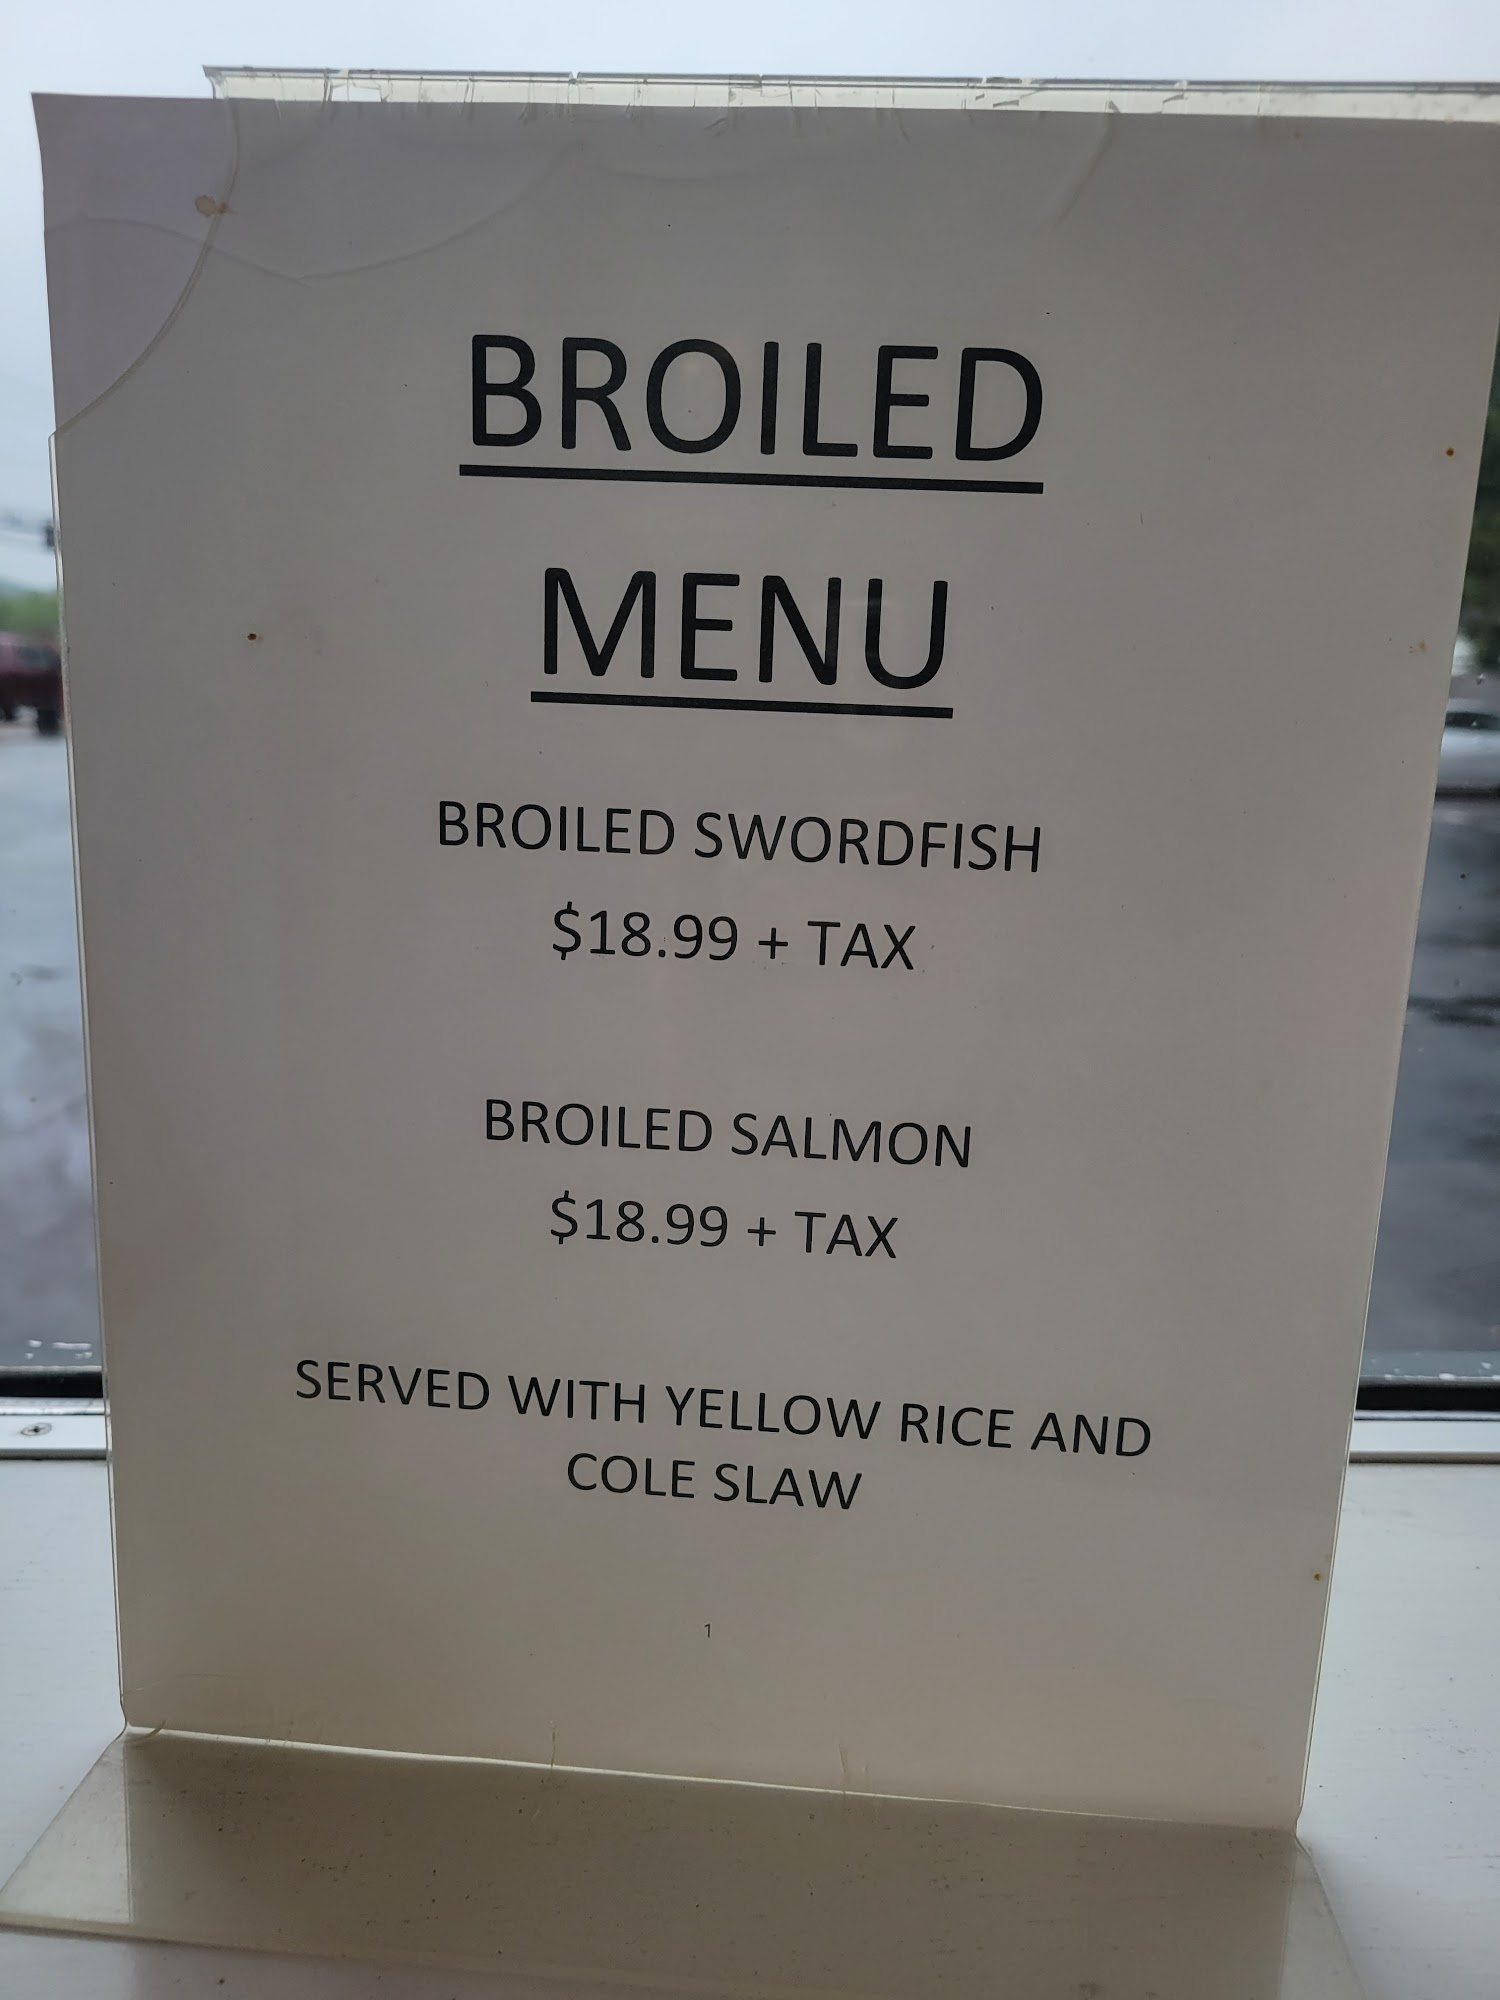 BROILED
MENU
BROILED SWORDFISH
$18.99 + TAX
BROILED SALMON
$18.99 + TAX
SERVED WITH YELLOW RICE AND
COLE SLAW
1